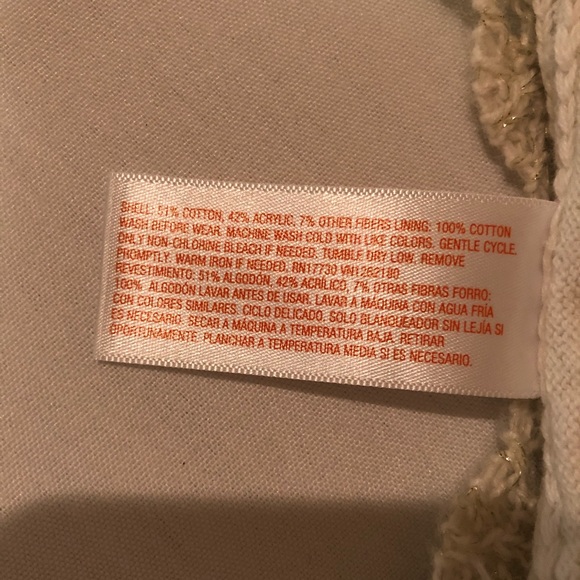 SHELL: 51% COTTON, 42% ACRYLIC, 7% OTHER FIBERS LINING: 100% COTTON
WASH BEFORE WEAR. MACHINE WASH COLD WITH LIKE COLORS. GENTLE CYCLE.
ONLY NON-CHLORINE BLEACH IF NEEDED. TUMBLE DRY LOW. REMOVE
PROMPTLY. WARM IRON IF NEEDED. RN17730 VN1262180
REVESTIMIENTO: 51% ALGODÓN, 42% ACRÍLICO, 7% OTRAS FIBRAS FORRO:
100% ALGODÓN LAVAR ANTES DE USAR. LAVAR A MÁQUINA CON AGUA FRÍA
CON COLORES SIMILARES. CICLO DELICADO. SOLO BLANQUEADOR SIN LEJÍA SI
ES NECESARIO. SECAR A MÁQUINA A TEMPERATURA BAJA. RETIRAR
OPORTUNAMENTE. PLANCHAR A TEMPERATURA MEDIA SI ES NECESARIO.